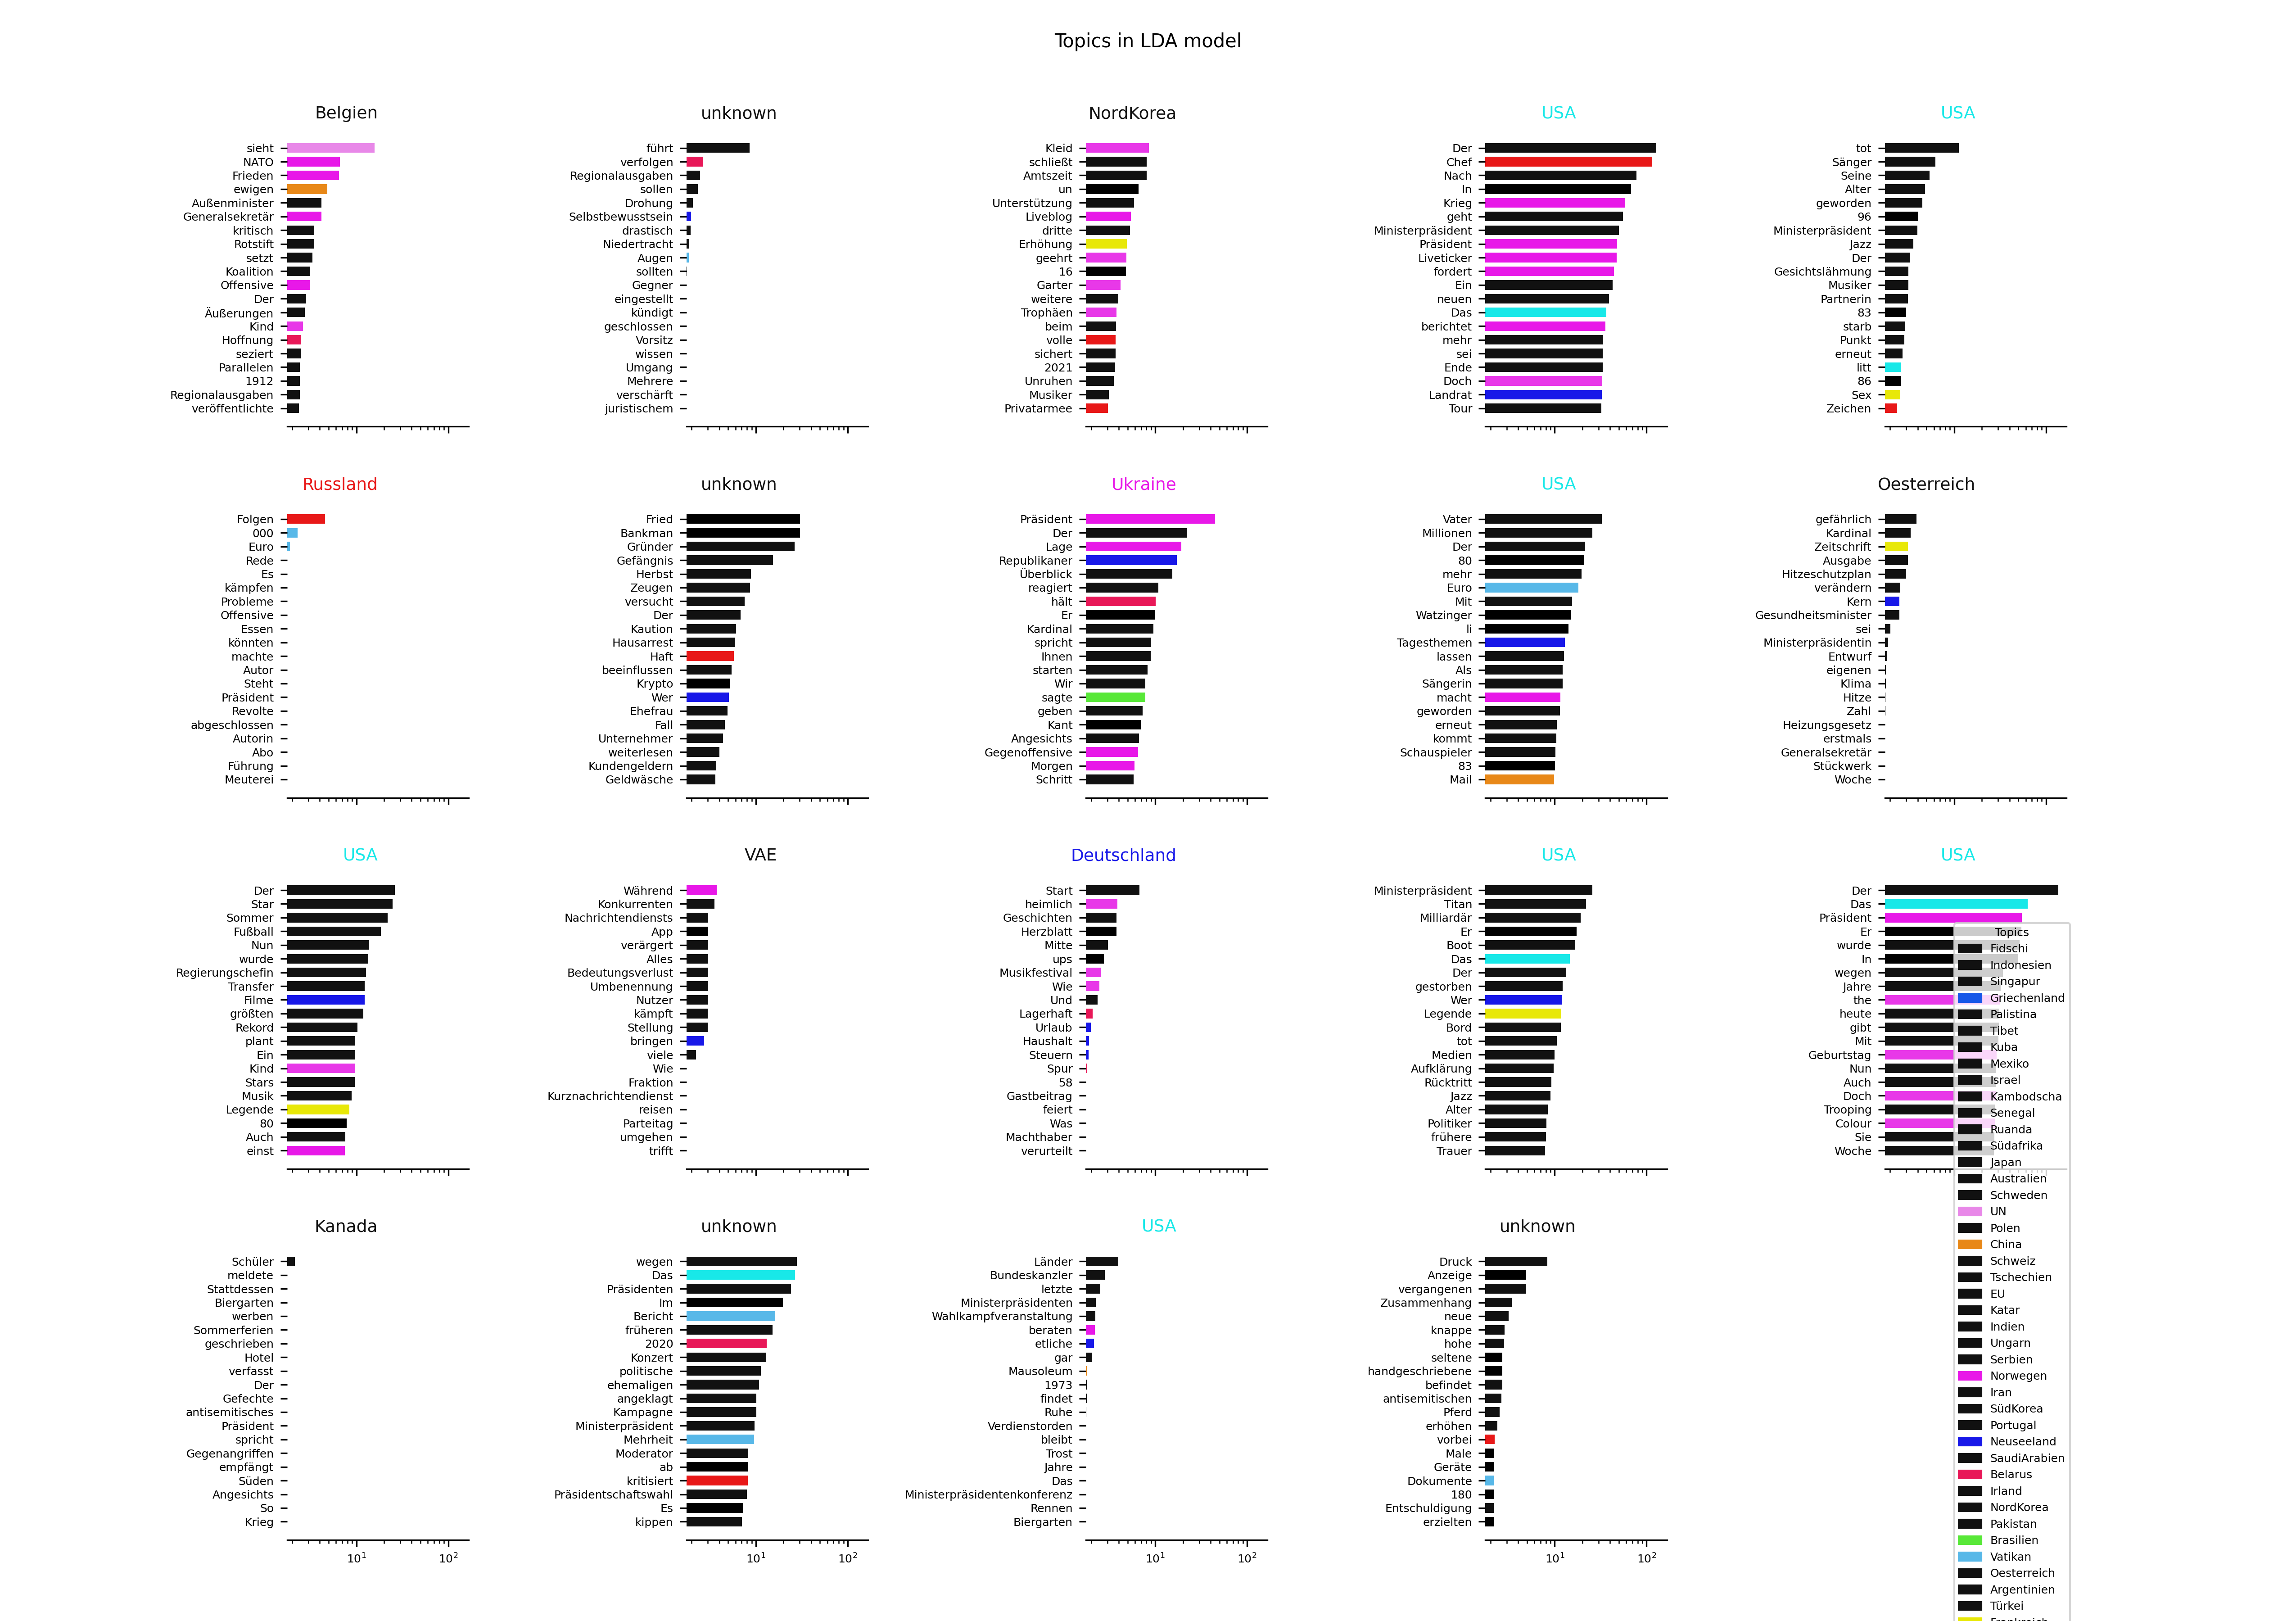 Topics in LDA model
Belgien
sieht
NATO
Frieden
ewigen
Außenminister
Generalsekretär
kritisch
Rotstift
setzt
Koalition
Offensive
Der
Äußerungen
Kind
Hoffnung
seziert
Parallelen
1912
Regionalausgaben
veröffentlichte
unknown
führt
verfolgen
Regionalausgaben
sollen
Drohung
Selbstbewusstsein
drastisch
Niedertracht
Augen
sollten
Gegner
eingestellt
kündigt
geschlossen
Vorsitz
wissen
Umgang
Mehrere
verschärft
juristischem
NordKorea
Kleid
schließt
Amtszeit
un
Unterstützung
Liveblog
dritte
Erhöhung
geehrt
16
Garter
weitere
Trophäen
beim
volle
sichert
2021
Unruhen
Musiker
Privatarmee
USA
Der
Chef
Nach
In
Krieg
geht
Ministerpräsident
Präsident
Liveticker
fordert
Ein
neuen
Das
berichtet
mehr
sei
Ende
Doch
Landrat
Tour
USA
tot
Sänger
Seine
Alter
geworden
96
Ministerpräsident
Jazz
Der
Gesichtslähmung
Musiker
Partnerin
83
starb
Punkt
erneut
litt
86
Sex
Zeichen
Russland
Folgen
000
Euro
Rede
Es
kämpfen
Probleme
Offensive
Essen
könnten
machte
Autor
Steht
Präsident
Revolte
abgeschlossen
Autorin
Abo
Führung
Meuterei
unknown
Fried
Bankman
Gründer
Gefängnis
Herbst
Zeugen
versucht
Der
Kaution
Hausarrest
Haft
beeinflussen
Krypto
Wer
Ehefrau
Fall
Unternehmer
weiterlesen
Kundengeldern
Geldwäsche
Ukraine
Präsident
Der
Lage
Republikaner
Überblick
reagiert
hält
Er
Kardinal
spricht
Ihnen
starten
Wir
sagte
geben
Kant
Angesichts
Gegenoffensive
Morgen
Schritt
USA
Vater
Millionen
Der
80
mehr
Euro
Mit
Watzinger
li
Tagesthemen
lassen
Als
Sängerin
macht
geworden
erneut
kommt
Schauspieler
83
Mail
Oesterreich
gefährlich
Kardinal
Zeitschrift
Ausgabe
Hitzeschutzplan
verändern
Kern
Gesundheitsminister
sei
Ministerpräsidentin
Entwurf
eigenen
Klima
Hitze
Zahl
Heizungsgesetz
erstmals
Generalsekretär
Stückwerk
Woche
USA
Der
Star
Sommer
Fußball
Nun
wurde
Regierungschefin
Transfer
Filme
größten
Rekord
plant
Ein
Kind
Stars
Musik
Legende
80
Auch
einst
VAE
Während
Konkurrenten
Nachrichtendiensts
App
verärgert
Alles
Bedeutungsverlust
Umbenennung
Nutzer
kämpft
Stellung
bringen
viele
Wie
Fraktion
Kurznachrichtendienst
reisen
Parteitag
umgehen
trifft
Deutschland
Start
heimlich
Geschichten
Herzblatt
Mitte
ups
Musikfestival
Wie
Und
Lagerhaft
Urlaub
Haushalt
Steuern
Spur
58
Gastbeitrag
feiert
Was
Machthaber
verurteilt
USA
Ministerpräsident
Titan
Milliardär
Er
Boot
Das
Der
gestorben
Wer
Legende
Bord
tot
Medien
Aufklärung
Rücktritt
Jazz
Alter
Politiker
frühere
Trauer
USA
Der
Das
Präsident
Er
wurde
In
wegen
Jahre
the
heute
gibt
Mit
Geburtstag
Nun
Auch
Doch
Trooping
Colour
Sie
Woche
Kanada
Schüler
meldete
Stattdessen
Biergarten
werben
Sommerferien
geschrieben
Hotel
verfasst
Der
Gefechte
antisemitisches
Präsident
spricht
Gegenangriffen
empfängt
Süden
Angesichts
So
Krieg
10¹ 10²
unknown
wegen
Das
Präsidenten
Im
Bericht
früheren
2020
Konzert
politische
ehemaligen
angeklagt
Kampagne
Ministerpräsident
Mehrheit
Moderator
ab
kritisiert
Präsidentschaftswahl
Es
kippen
10¹ 10²
USA
Länder
Bundeskanzler
letzte
Ministerpräsidenten
Wahlkampfveranstaltung
beraten
etliche
gar
Mausoleum
1973
findet
Ruhe
Verdienstorden
bleibt
Trost
Jahre
Das
Ministerpräsidentenkonferenz
Rennen
Biergarten
10¹ 10²
unknown
Druck
Anzeige
vergangenen
Zusammenhang
neue
knappe
hohe
seltene
handgeschriebene
befindet
antisemitischen
Pferd
erhöhen
vorbei
Male
Geräte
Dokumente
180
Entschuldigung
erzielten
10¹ 10²
Topics
Fidschi
Indonesien
Singapur
Griechenland
Palistina
Tibet
Kuba
Mexiko
Israel
Kambodscha
Senegal
Ruanda
Südafrika
Japan
Australien
Schweden
UN
Polen
China
Schweiz
Tschechien
EU
Katar
Indien
Ungarn
Serbien
Norwegen
Iran
SüdKorea
Portugal
Neuseeland
SaudiArabien
Belarus
Irland
NordKorea
Pakistan
Brasilien
Vatikan
Oesterreich
Argentinien
Türkei